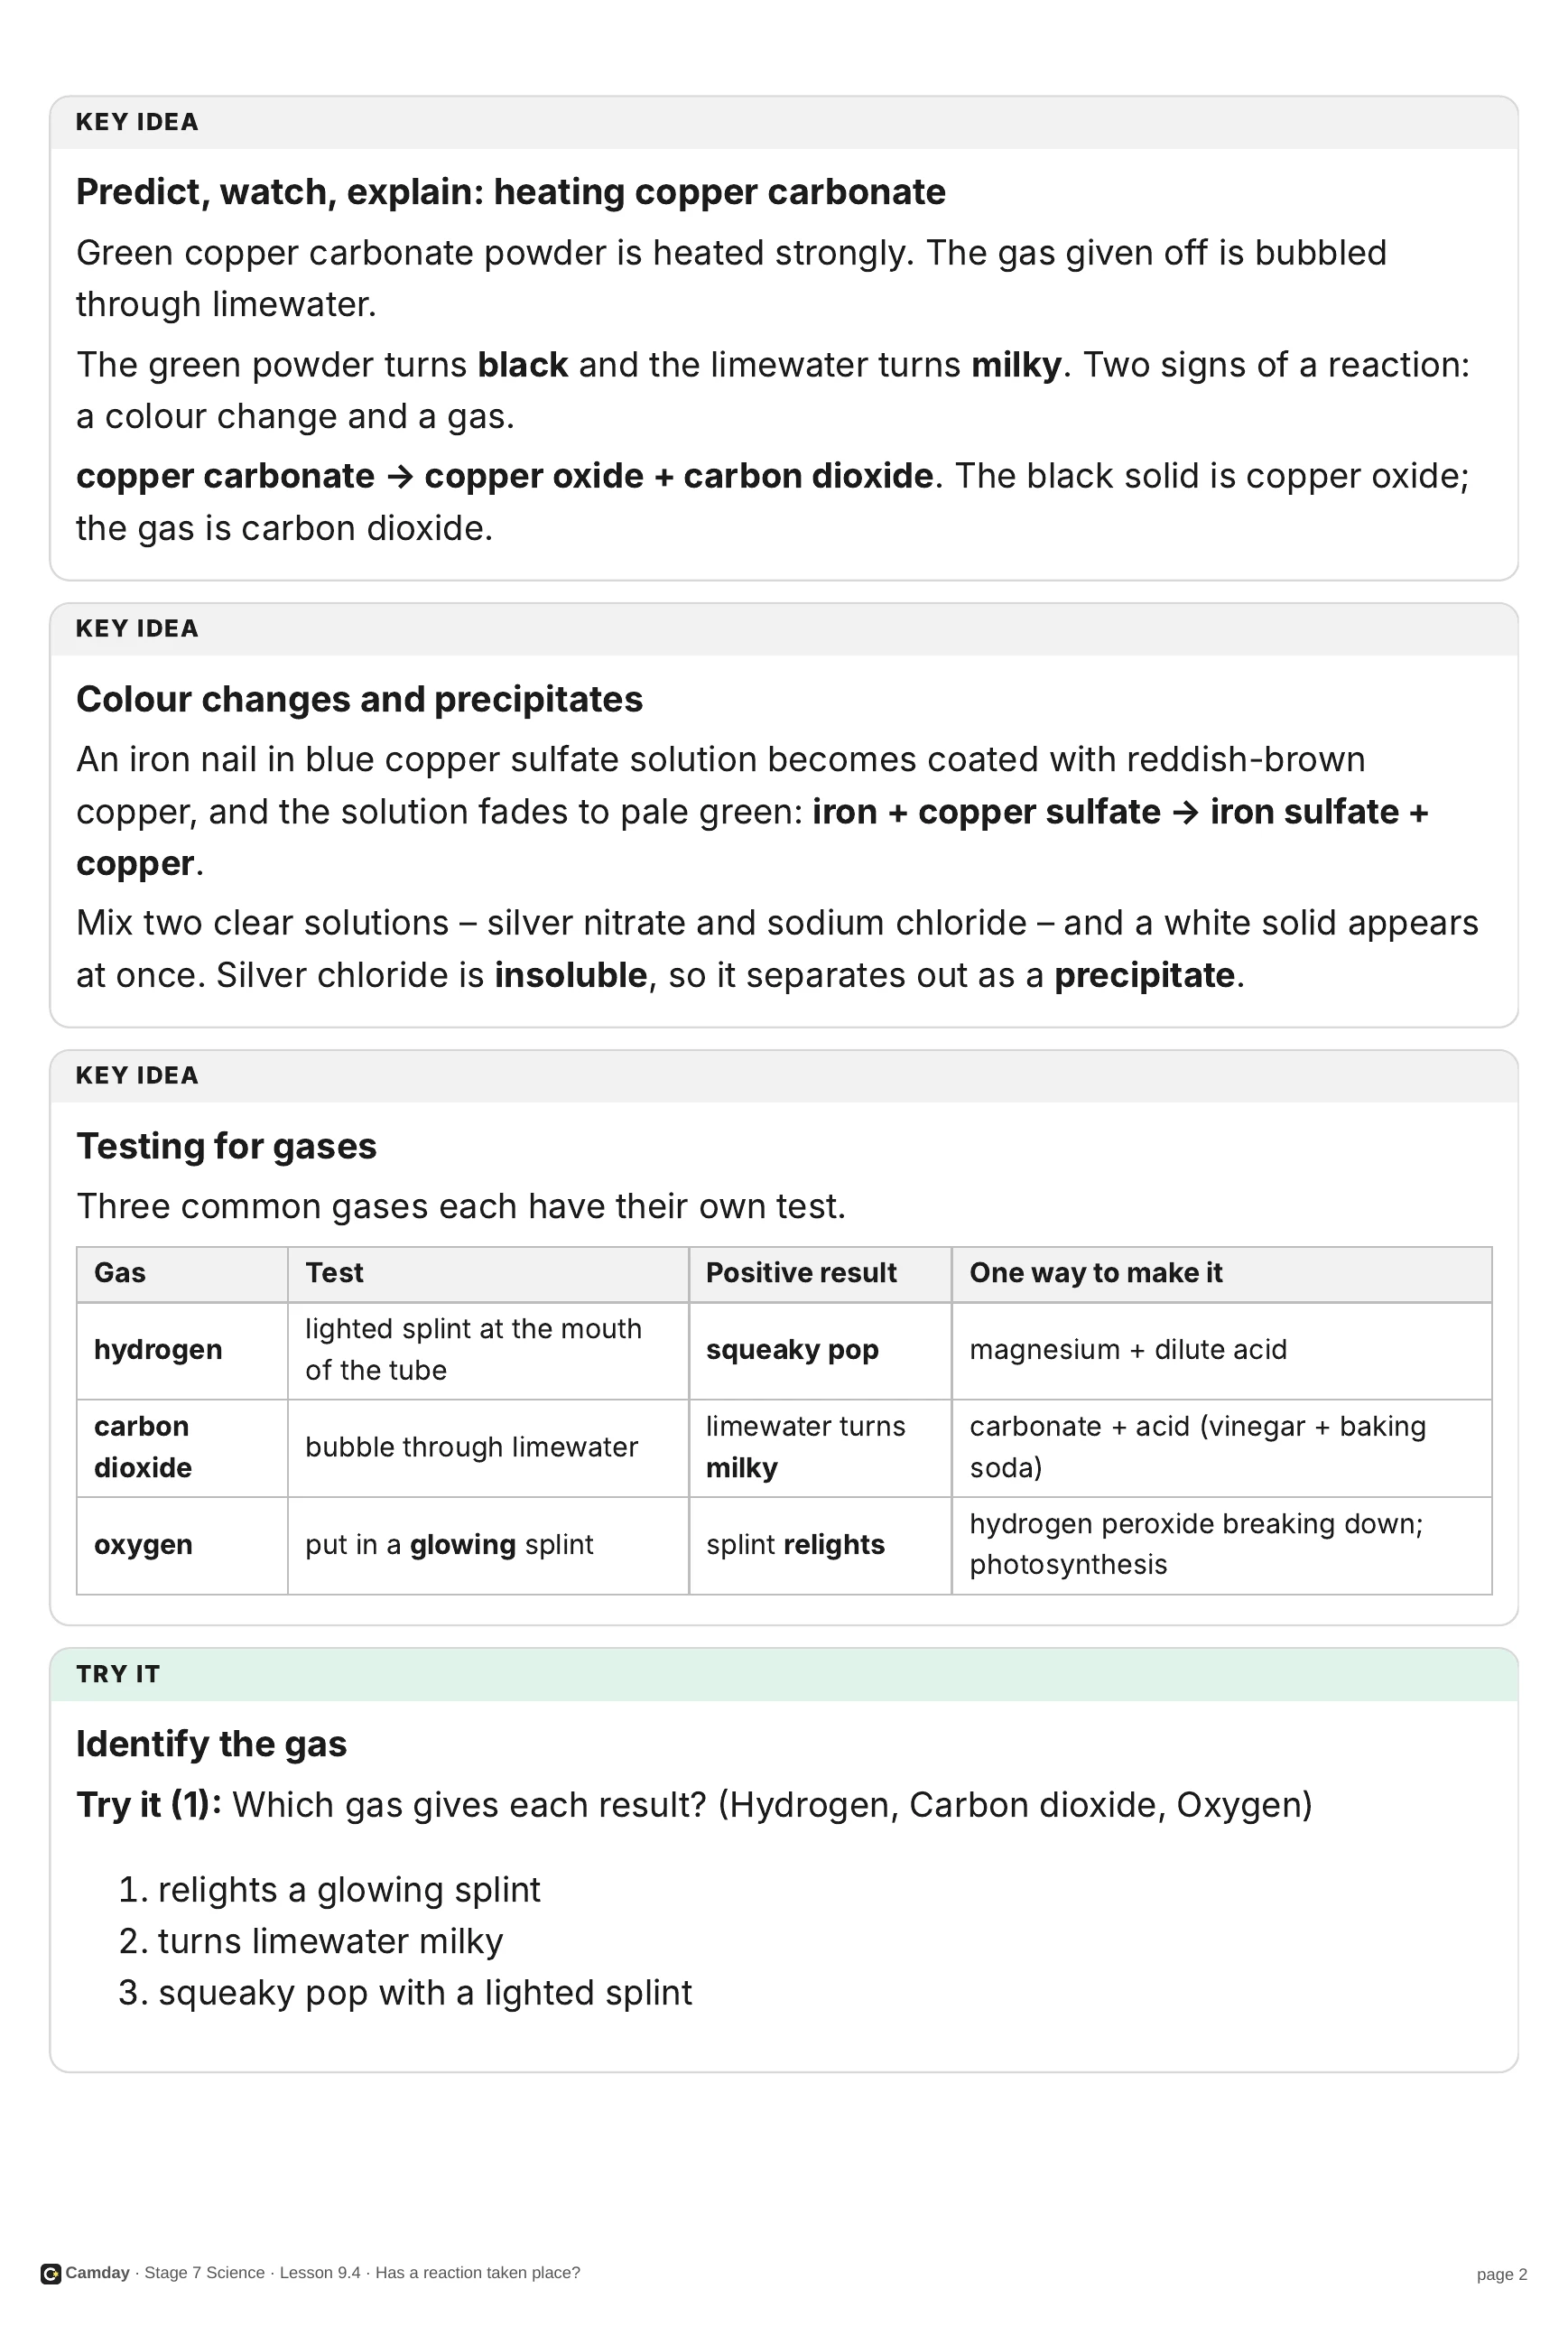 KEY IDEA
Predict, watch, explain: heating copper carbonate
Green copper carbonate powder is heated strongly. The gas given off is bubbled
through limewater.
The green powder turns black and the limewater turns milky. Two signs of a reaction:
a colour change and a gas.
copper carbonate → copper oxide + carbon dioxide. The black solid is copper oxide;
the gas is carbon dioxide.
KEY IDEA
Colour changes and precipitates
An iron nail in blue copper sulfate solution becomes coated with reddish-brown
copper, and the solution fades to pale green: iron + copper sulfate → iron sulfate +
copper.
Mix two clear solutions – silver nitrate and sodium chloride – and a white solid appears
at once. Silver chloride is insoluble, so it separates out as a precipitate.
KEY IDEA
Testing for gases
Three common gases each have their own test.
Gas Test Positive result One way to make it
hydrogen lighted splint at the mouth of the tube squeaky pop magnesium + dilute acid
carbon dioxide bubble through limewater limewater turns milky carbonate + acid (vinegar + baking soda)
oxygen put in a glowing splint splint relights hydrogen peroxide breaking down; photosynthesis
TRY IT
Identify the gas
Try it (1): Which gas gives each result? (Hydrogen, Carbon dioxide, Oxygen)
1. relights a glowing splint
2. turns limewater milky
3. squeaky pop with a lighted splint
Camday · Stage 7 Science · Lesson 9.4 · Has a reaction taken place? page 2